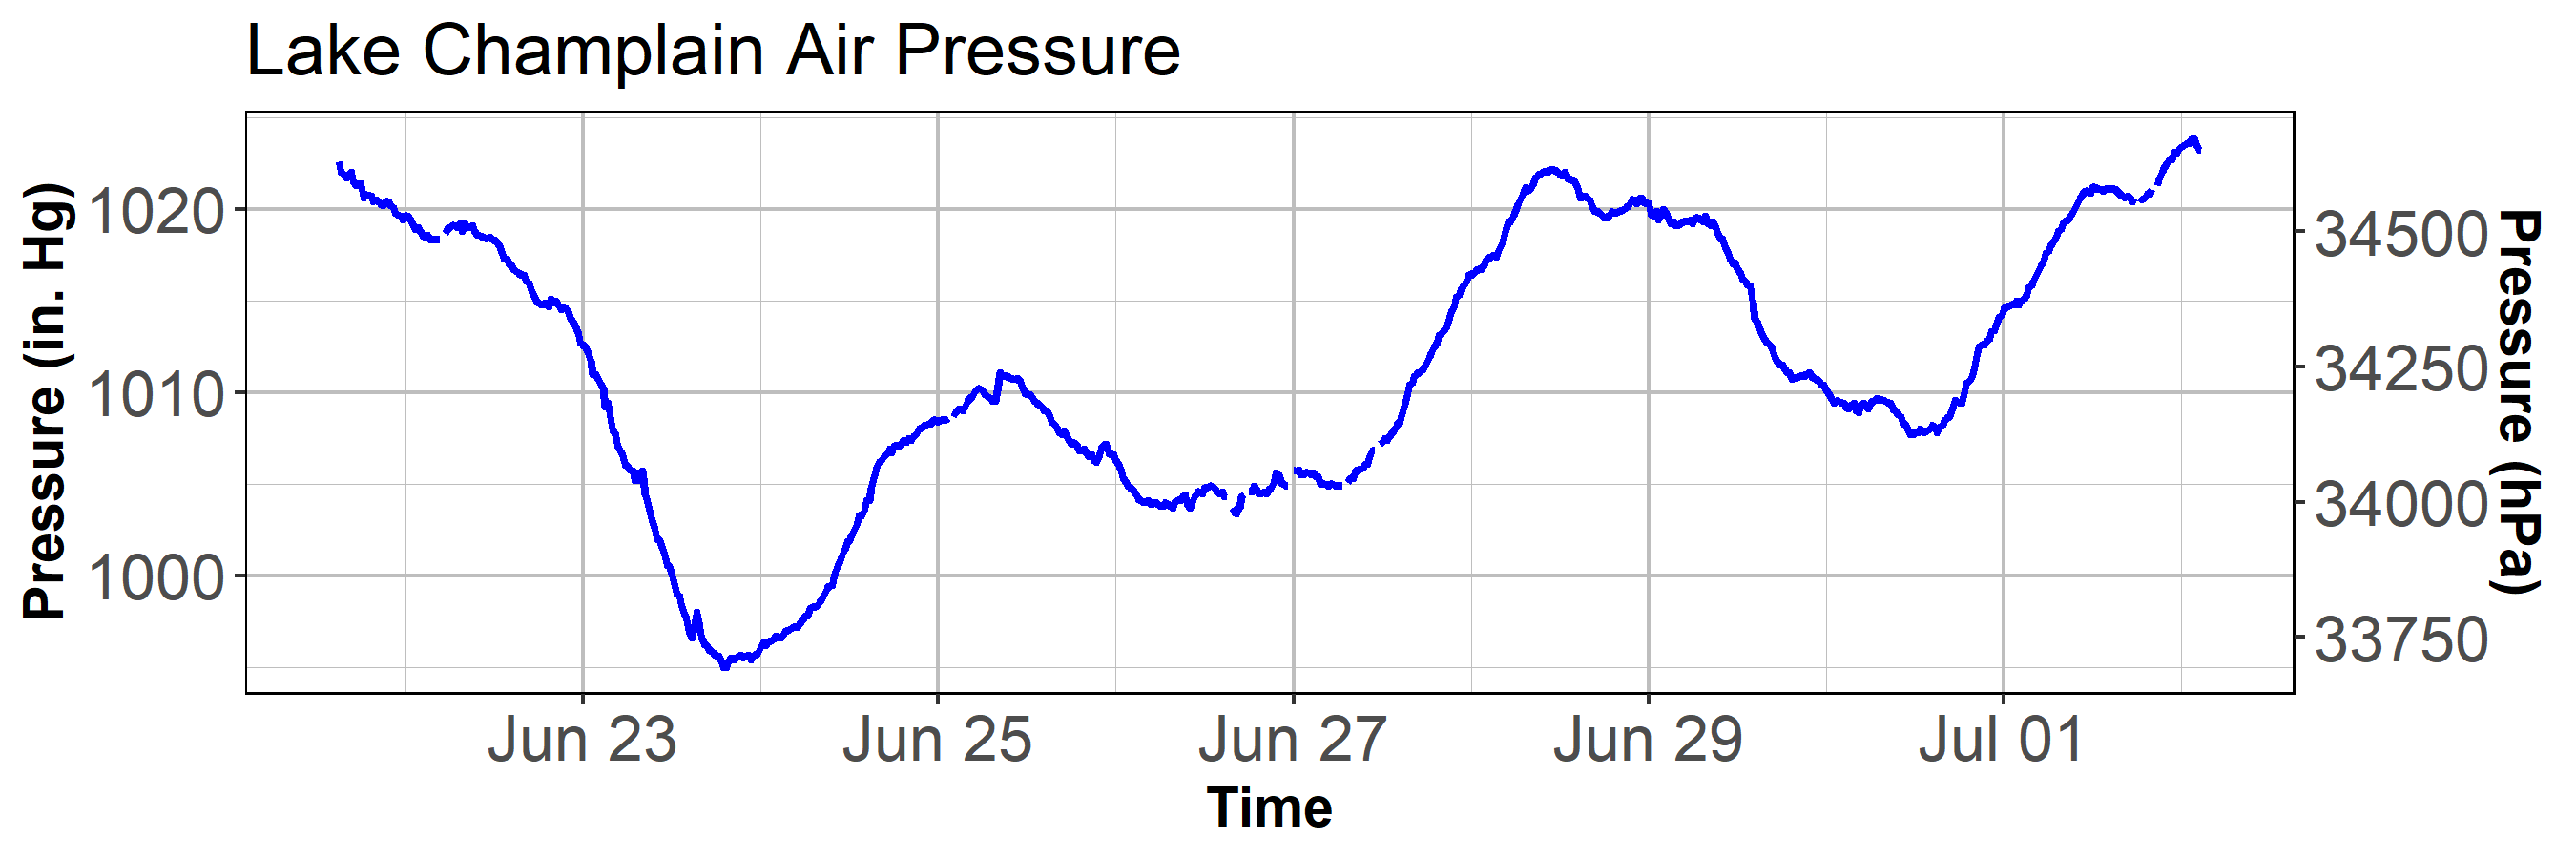 Lake Champlain Air Pressure
Pressure (in. Hg)
1020
1010
1000
34500
34250
34000
33750
Pressure (hPa)
Jun 23 Jun 25 Jun 27 Jun 29 Jul 01
Time